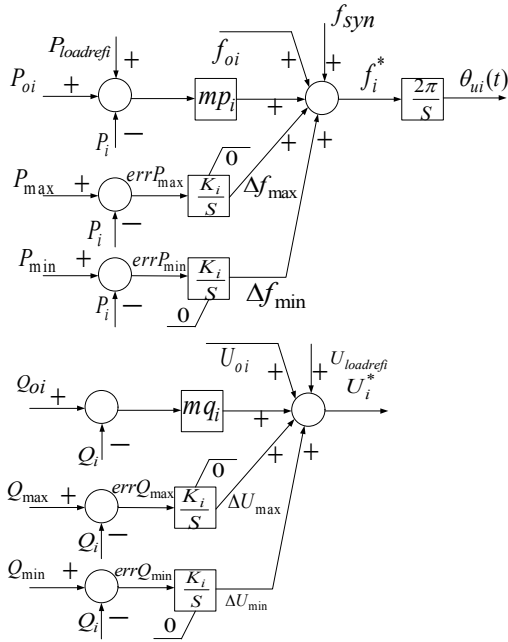 P_loadrefi f_oi f_syn
P_oi + + + +
mp_i + f_i^* 2π/S θ_ui(t)
P_i − + +
P_max + errP_max K_i/S 0 Δf_max
P_i −
P_min + errP_min K_i/S Δf_min
P_i − 0
U_oi U_loadrefi
Q_oi + + + U_i^*
mq_i +
Q_i − + +
Q_max + errQ_max K_i/S 0 ΔU_max
Q_i −
Q_min + errQ_min K_i/S ΔU_min
Q_i − 0